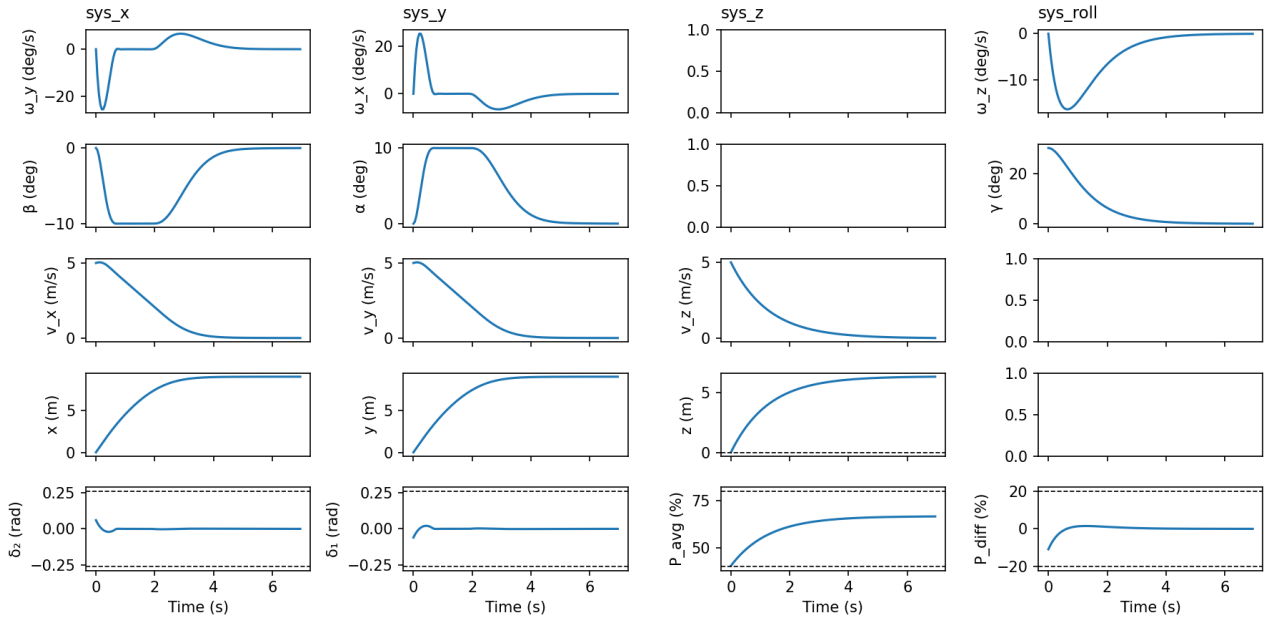 sys_x
sys_y
sys_z
sys_roll
ω_y (deg/s)
0
−20
ω_x (deg/s)
20
0
1.0
0.5
0.0
ω_z (deg/s)
0
−10
β (deg)
0
−10
α (deg)
10
0
1.0
0.5
0.0
γ (deg)
20
0
v_x (m/s)
5
0
v_y (m/s)
5
0
v_z (m/s)
5
0
1.0
0.5
0.0
x (m)
5
0
y (m)
5
0
z (m)
5
0
1.0
0.5
0.0
δ₂ (rad)
0.25
0.00
−0.25
δ₁ (rad)
0.25
0.00
−0.25
P_avg (%)
75
50
P_diff (%)
20
0
−20
0 2 4 6
0 2 4 6
0 2 4 6
0 2 4 6
Time (s)
Time (s)
Time (s)
Time (s)